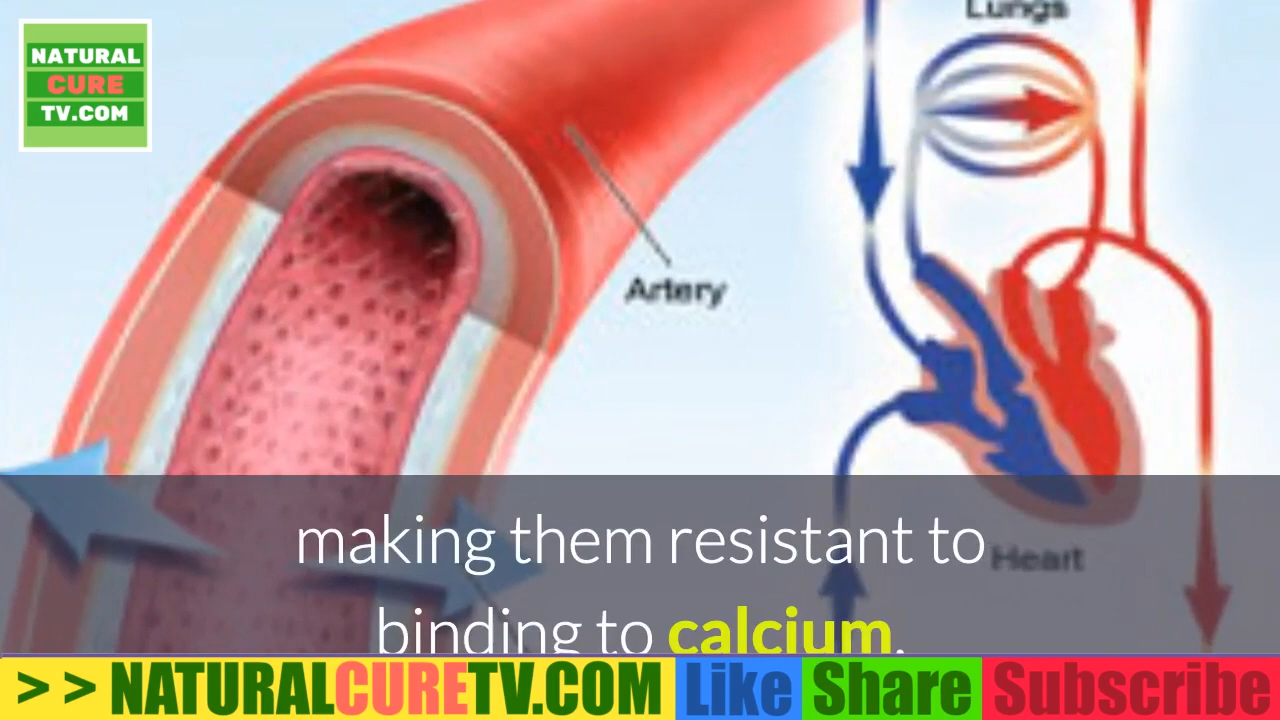 NATURAL
CURE
TV.COM
Lungs
Artery
Heart
making them resistant to
binding to calcium.
>> NATURALCURETV.COM Like Share Subscribe